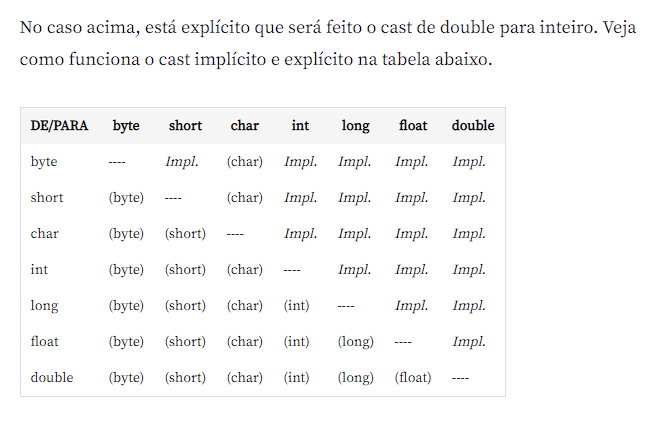 No caso acima, está explícito que será feito o cast de double para inteiro. Veja
como funciona o cast implícito e explícito na tabela abaixo.
DE/PARA byte short char int long float double
byte ---- Impl. (char) Impl. Impl. Impl. Impl.
short (byte) ---- (char) Impl. Impl. Impl. Impl.
char (byte) (short) ---- Impl. Impl. Impl. Impl.
int (byte) (short) (char) ---- Impl. Impl. Impl.
long (byte) (short) (char) (int) ---- Impl. Impl.
float (byte) (short) (char) (int) (long) ---- Impl.
double (byte) (short) (char) (int) (long) (float) ----